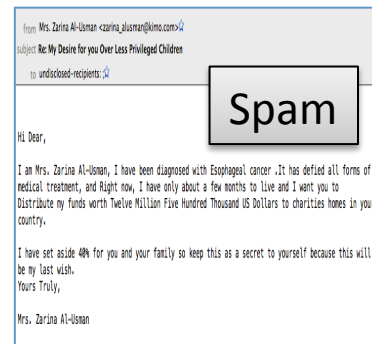 from Mrs. Zarina Al-Usman <zarina_alusman@kimo.com>
subject Re: My Desire for you Over Less Privileged Children
to undisclosed-recipients: ;
Spam
Hi Dear,
I am Mrs. Zarina Al-Usman, I have been diagnosed with Esophageal cancer .It has defied all forms of
medical treatment, and Right now, I have only about a few months to live and I want you to
Distribute my funds worth Twelve Million Five Hundred Thousand US Dollars to charities homes in you
country.
I have set aside 40% for you and your family so keep this as a secret to yourself because this will
be my last wish.
Yours Truly,
Mrs. Zarina Al-Usman